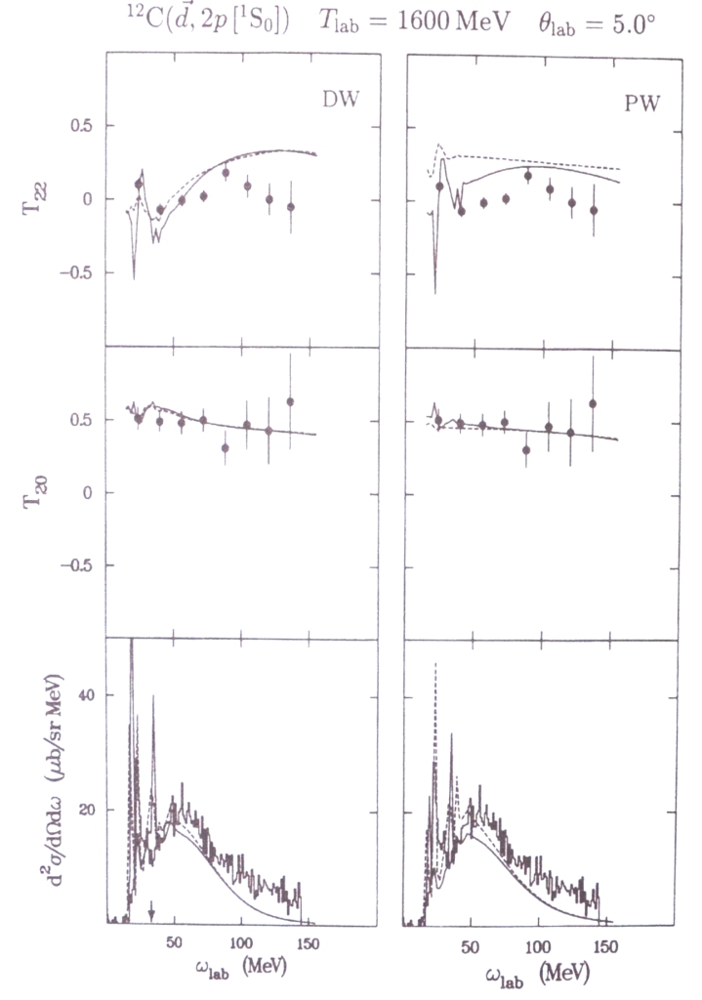 ¹²C(d⃗, 2p [¹S₀]) T_lab = 1600 MeV θ_lab = 5.0°
DW
PW
0.5
0
−0.5
T₂₂
0.5
0
−0.5
T₂₀
40
20
d²σ/dΩdω (μb/sr MeV)
50 100 150
50 100 150
ω_lab (MeV)
ω_lab (MeV)